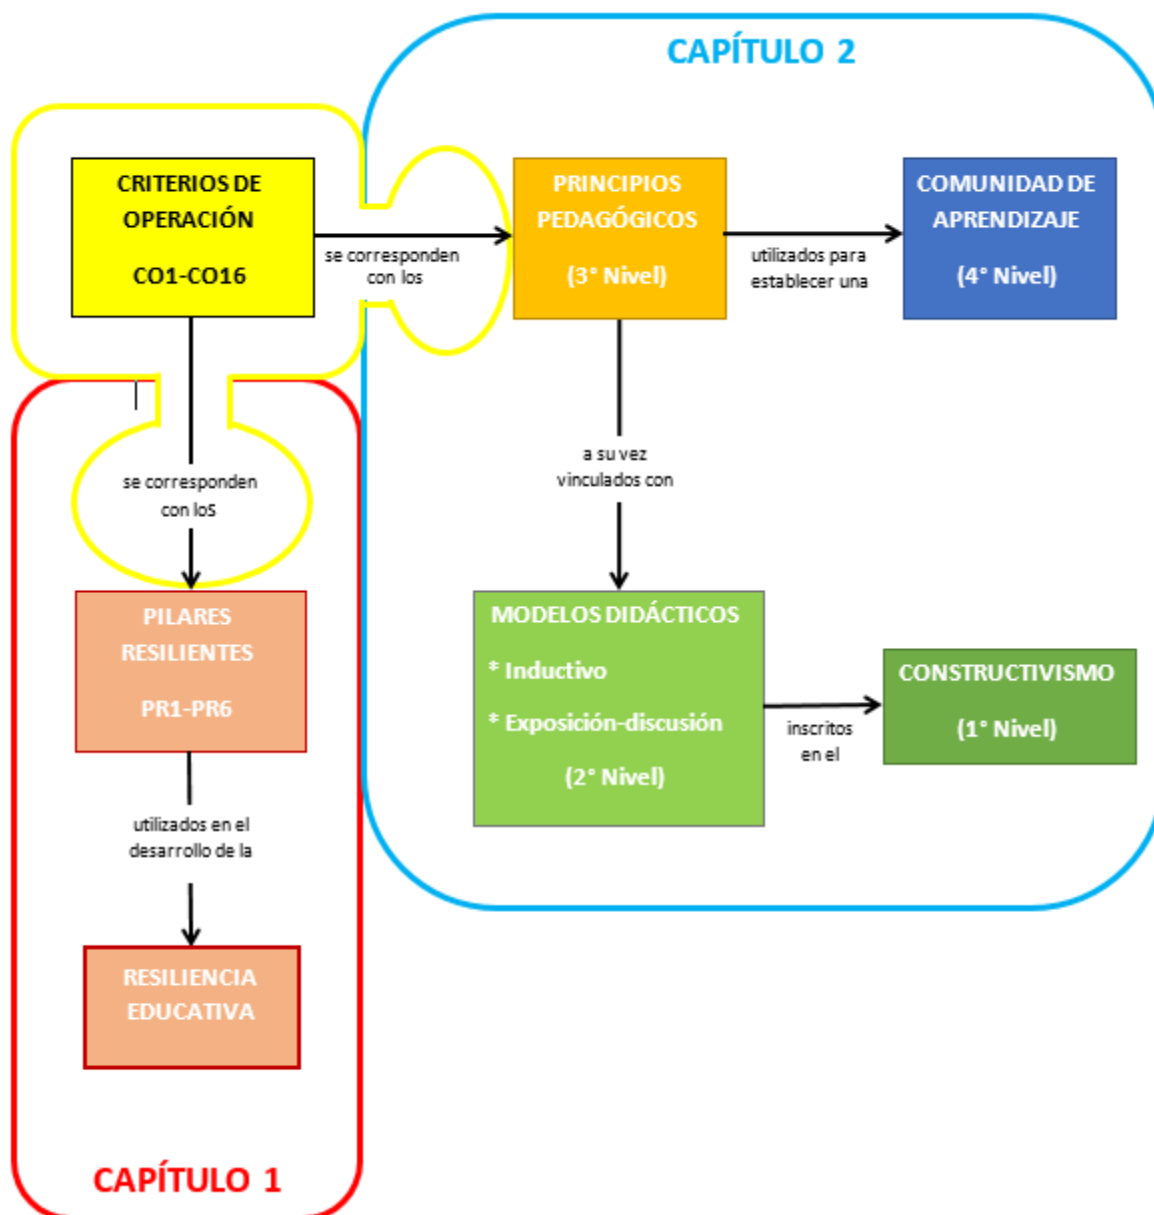 CAPÍTULO 2
CRITERIOS DE
OPERACIÓN
CO1-CO16
se corresponden
con los
PRINCIPIOS
PEDAGÓGICOS
(3° Nivel)
utilizados para
establecer una
COMUNIDAD DE
APRENDIZAJE
(4° Nivel)
se corresponden
con loS
a su vez
vinculados con
PILARES
RESILIENTES
PR1-PR6
MODELOS DIDÁCTICOS
* Inductivo
* Exposición-discusión
(2° Nivel)
inscritos
en el
CONSTRUCTIVISMO
(1° Nivel)
utilizados en el
desarrollo de la
RESILIENCIA
EDUCATIVA
CAPÍTULO 1